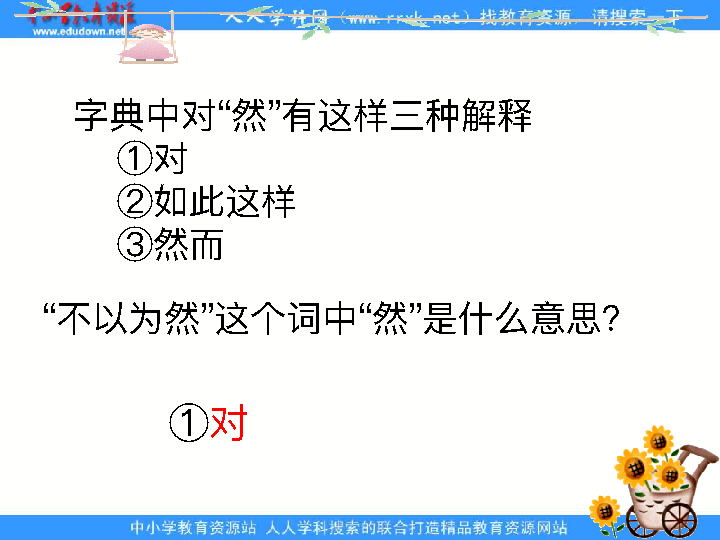 www.edudown.net
人人学科网（www.rrxk.net）找教育资源，请搜索一下
字典中对“然”有这样三种解释
①对
②如此这样
③然而
“不以为然”这个词中“然”是什么意思?
①对
中小学教育资源站 人人学科搜索的联合打造精品教育资源网站